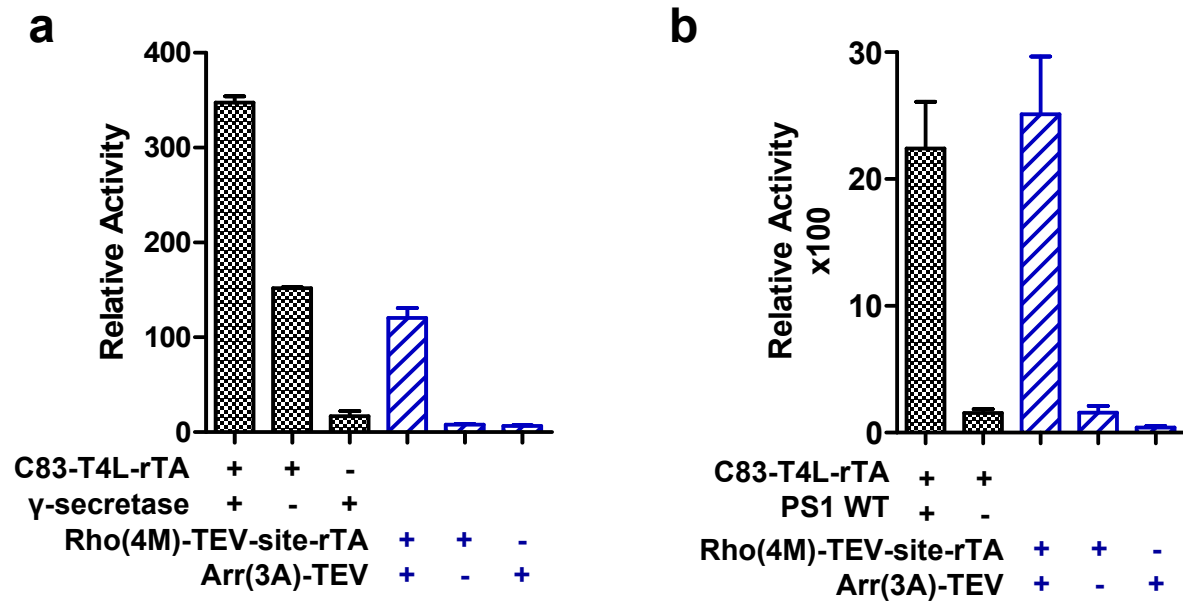 a
Relative Activity
400
300
200
100
0
C83-T4L-rTA + + -
γ-secretase + - +
Rho(4M)-TEV-site-rTA + + -
Arr(3A)-TEV + - +
b
Relative Activity
x100
30
20
10
0
C83-T4L-rTA + +
PS1 WT + -
Rho(4M)-TEV-site-rTA + + -
Arr(3A)-TEV + - +